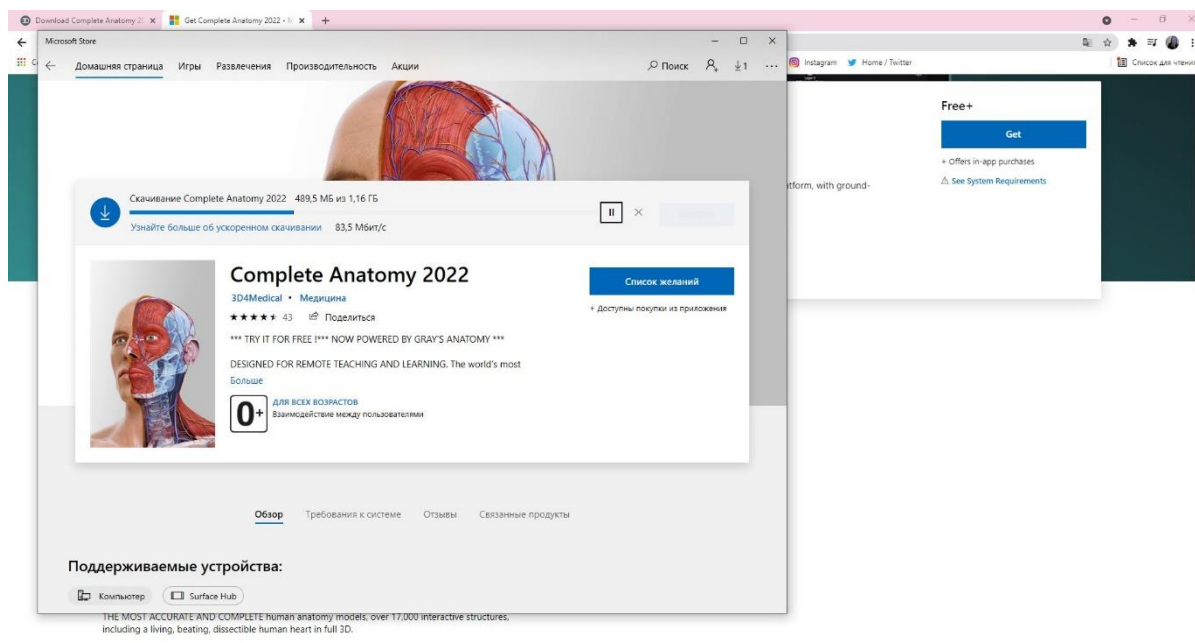 Download Complete Anatomy 2
Get Complete Anatomy 2022 -
Microsoft Store
Домашняя страница Игры Развлечения Производительность Акции
Поиск
1
Instagram
Home / Twitter
Список для чтения
Скачивание Complete Anatomy 2022 489,5 МБ из 1,16 ГБ
Узнайте больше об ускоренном скачивании 83,5 Мбит/с
Complete Anatomy 2022
3D4Medical • Медицина
43 Поделиться
*** TRY IT FOR FREE !*** NOW POWERED BY GRAY'S ANATOMY ***
DESIGNED FOR REMOTE TEACHING AND LEARNING. The world's most
Больше
0+
ДЛЯ ВСЕХ ВОЗРАСТОВ
Взаимодействие между пользователями
Список желаний
+ Доступны покупки из приложения
Free+
Get
+ Offers in-app purchases
See System Requirements
with ground-
Обзор Требования к системе Отзывы Связанные продукты
Поддерживаемые устройства:
Компьютер Surface Hub
THE MOST ACCURATE AND COMPLETE human anatomy models, over 17,000 interactive structures,
including a living, beating, dissectible human heart in full 3D.